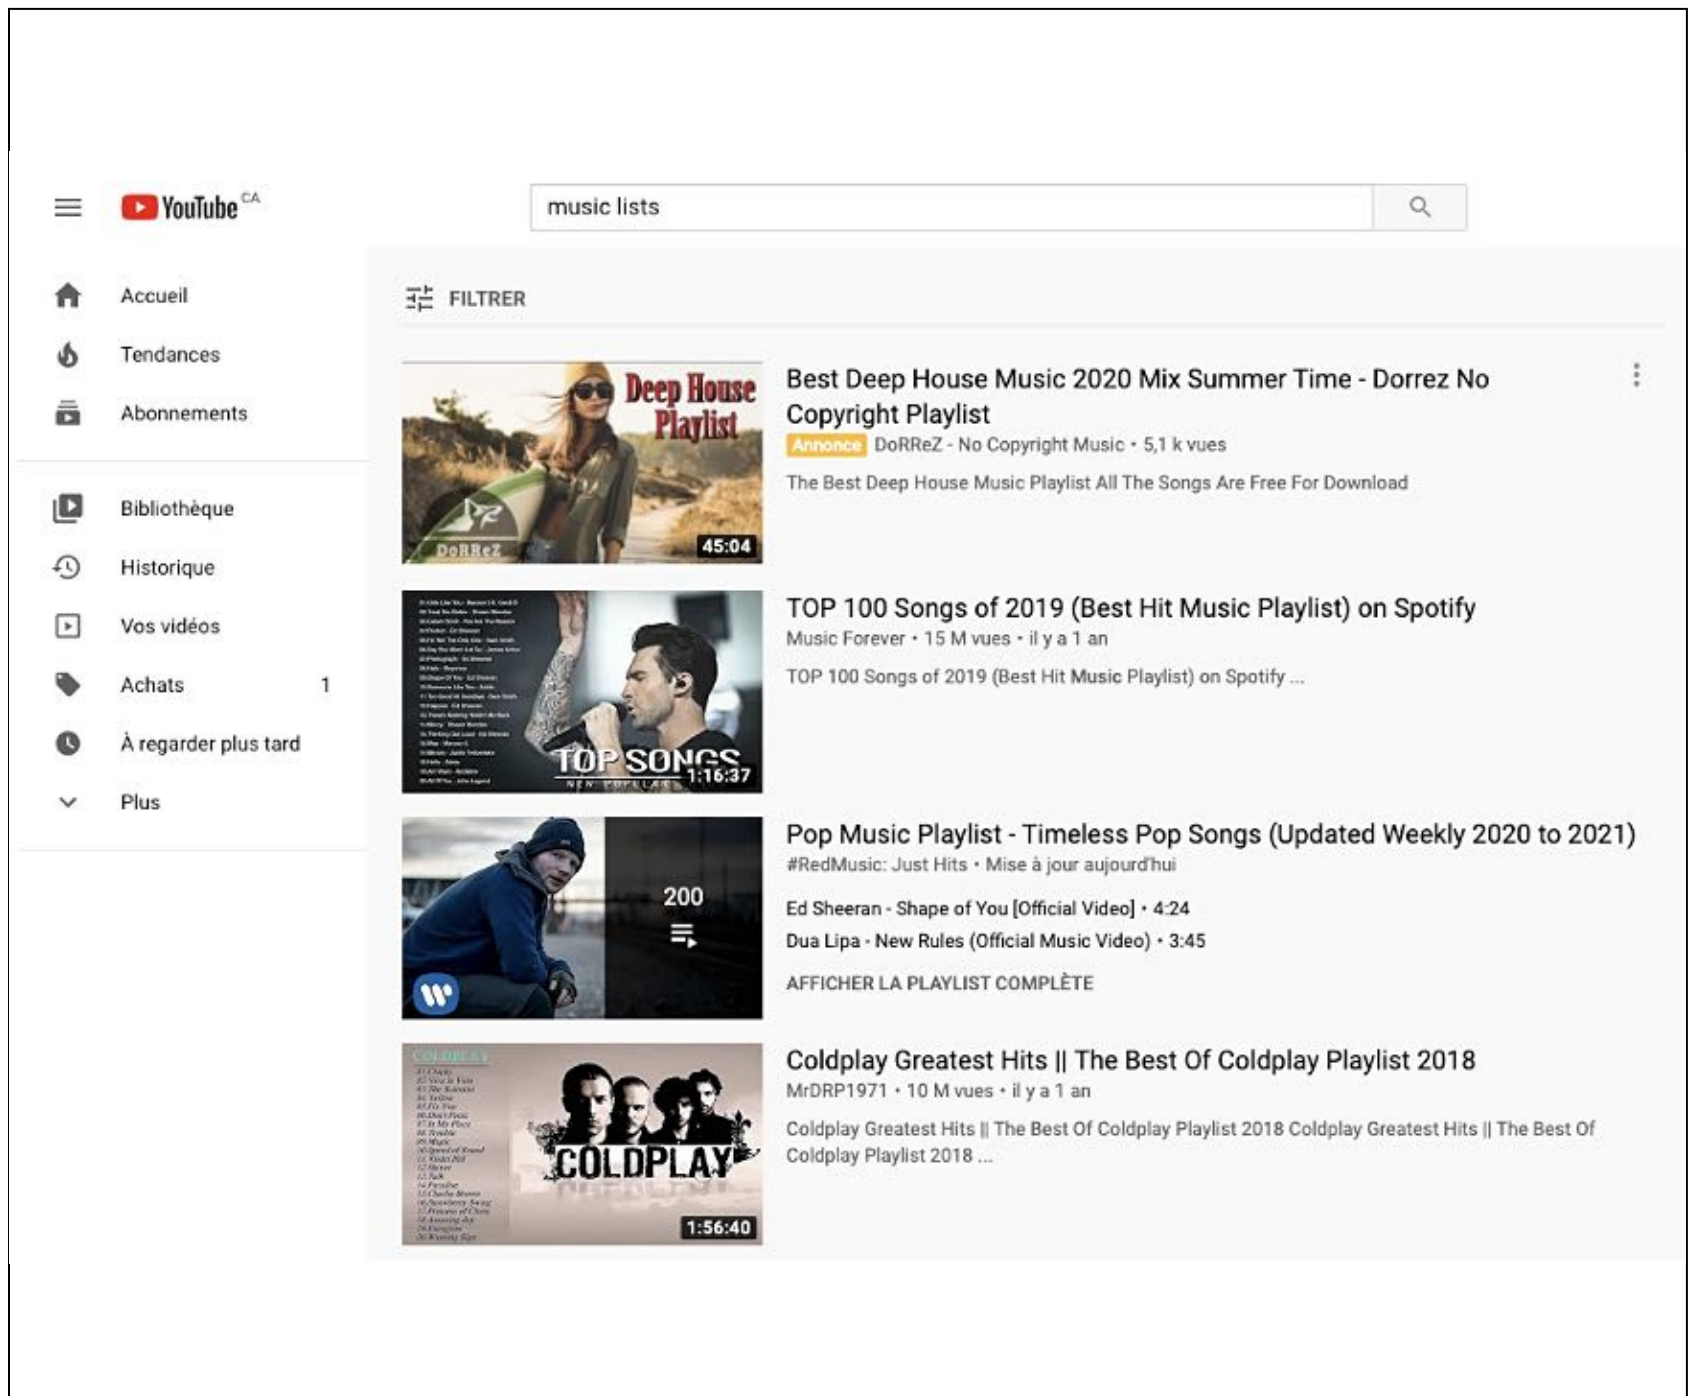 YouTube CA
music lists
Accueil
Tendances
Abonnements
Bibliothèque
Historique
Vos vidéos
Achats 1
À regarder plus tard
Plus
FILTRER
Deep House
Playlist
DoRReZ
45:04
Best Deep House Music 2020 Mix Summer Time - Dorrez No
Copyright Playlist
Annonce DoRReZ - No Copyright Music • 5,1 k vues
The Best Deep House Music Playlist All The Songs Are Free For Download
TOP SONGS
1:16:37
TOP 100 Songs of 2019 (Best Hit Music Playlist) on Spotify
Music Forever • 15 M vues • il y a 1 an
TOP 100 Songs of 2019 (Best Hit Music Playlist) on Spotify ...
200
Pop Music Playlist - Timeless Pop Songs (Updated Weekly 2020 to 2021)
#RedMusic: Just Hits • Mise à jour aujourd'hui
Ed Sheeran - Shape of You [Official Video] • 4:24
Dua Lipa - New Rules (Official Music Video) • 3:45
AFFICHER LA PLAYLIST COMPLÈTE
COLDPLAY
COLDPLAY
1:56:40
Coldplay Greatest Hits || The Best Of Coldplay Playlist 2018
MrDRP1971 • 10 M vues • il y a 1 an
Coldplay Greatest Hits || The Best Of Coldplay Playlist 2018 Coldplay Greatest Hits || The Best Of
Coldplay Playlist 2018 ...